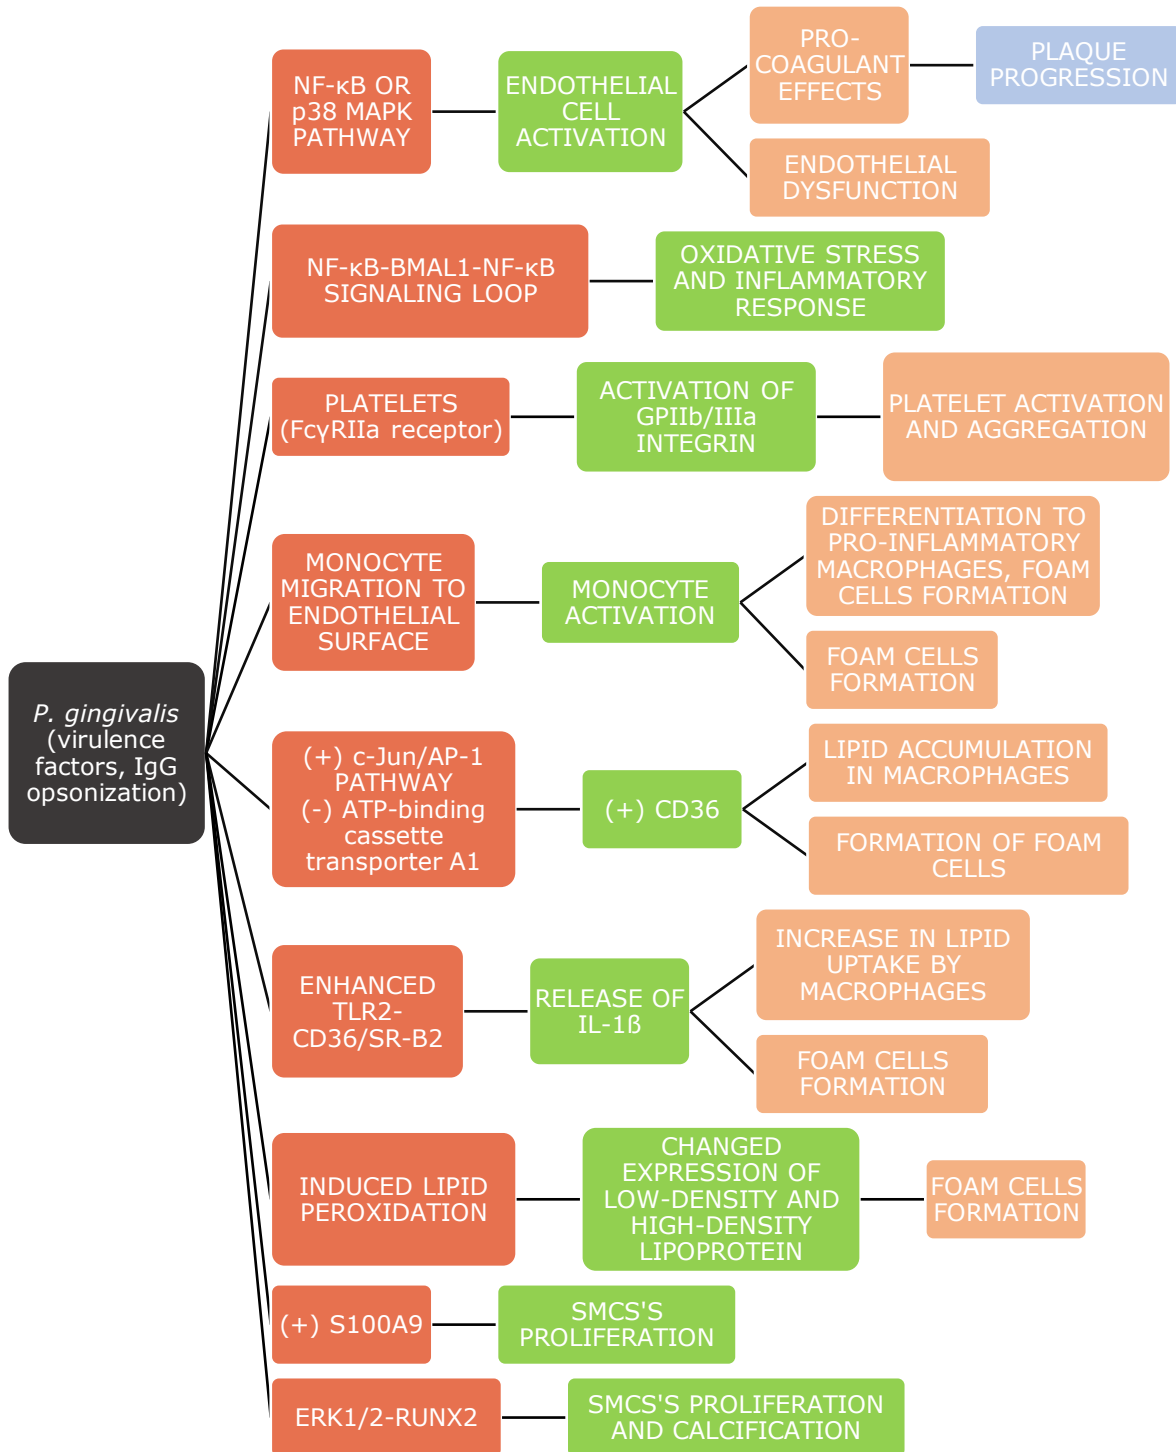 P. gingivalis
(virulence
factors, IgG
opsonization)
NF-κB OR
p38 MAPK
PATHWAY
ENDOTHELIAL
CELL
ACTIVATION
PRO-
COAGULANT
EFFECTS
PLAQUE
PROGRESSION
ENDOTHELIAL
DYSFUNCTION
NF-κB-BMAL1-NF-κB
SIGNALING LOOP
OXIDATIVE STRESS
AND INFLAMMATORY
RESPONSE
PLATELETS
(FcγRIIa receptor)
ACTIVATION OF
GPIIb/IIIa
INTEGRIN
PLATELET ACTIVATION
AND AGGREGATION
MONOCYTE
MIGRATION TO
ENDOTHELIAL
SURFACE
MONOCYTE
ACTIVATION
DIFFERENTIATION TO
PRO-INFLAMMATORY
MACROPHAGES, FOAM
CELLS FORMATION
FOAM CELLS
FORMATION
(+) c-Jun/AP-1
PATHWAY
(-) ATP-binding
cassette
transporter A1
(+) CD36
LIPID ACCUMULATION
IN MACROPHAGES
FORMATION OF FOAM
CELLS
ENHANCED
TLR2-
CD36/SR-B2
RELEASE OF
IL-1ß
INCREASE IN LIPID
UPTAKE BY
MACROPHAGES
FOAM CELLS
FORMATION
INDUCED LIPID
PEROXIDATION
CHANGED
EXPRESSION OF
LOW-DENSITY AND
HIGH-DENSITY
LIPOPROTEIN
FOAM CELLS
FORMATION
(+) S100A9
SMCS'S
PROLIFERATION
ERK1/2-RUNX2
SMCS'S PROLIFERATION
AND CALCIFICATION